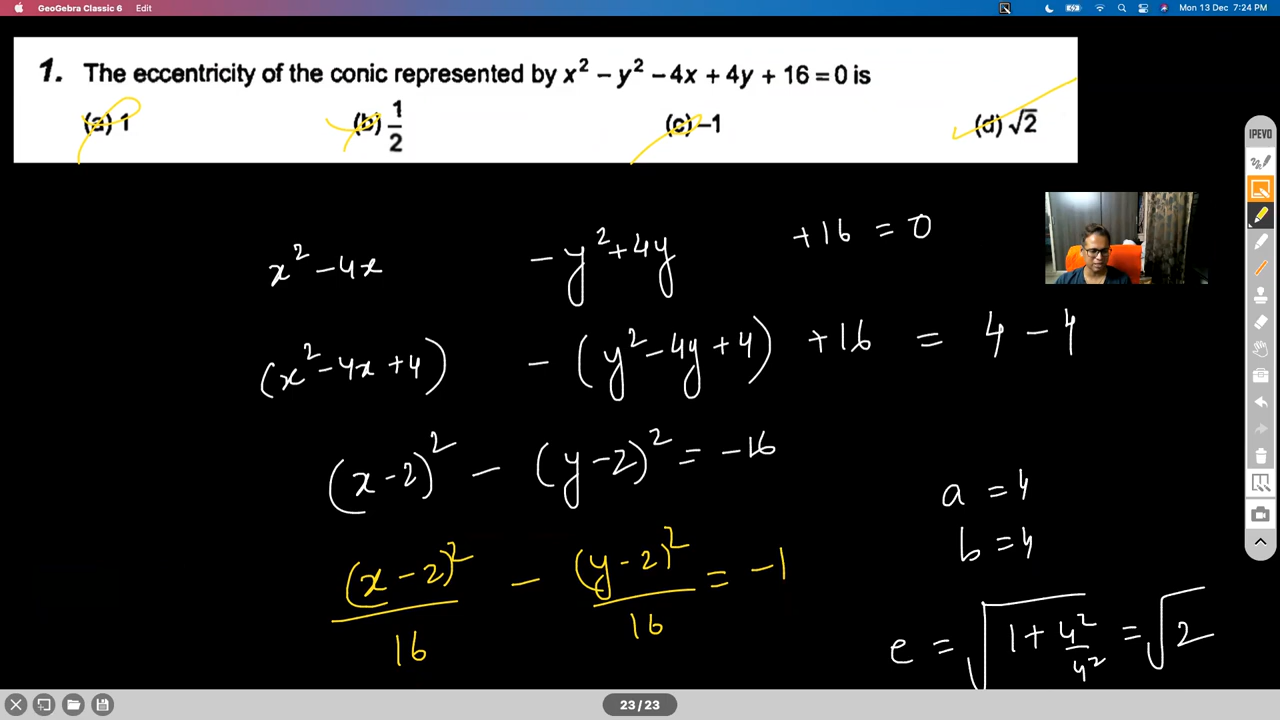 GeoGebra Classic 6 Edit Mon 13 Dec 7:24 PM
1. The eccentricity of the conic represented by x² − y² − 4x + 4y + 16 = 0 is
(a) 1 (b) 1/2 (c) −1 (d) √2
IPEVO
x² − 4x − y² + 4y + 16 = 0
(x² − 4x + 4) − (y² − 4y + 4) + 16 = 4 − 4
(x − 2)² − (y − 2)² = −16
a = 4
b = 4
(x − 2)²/16 − (y − 2)²/16 = −1
e = √(1 + 4²/4²) = √2
23 / 23